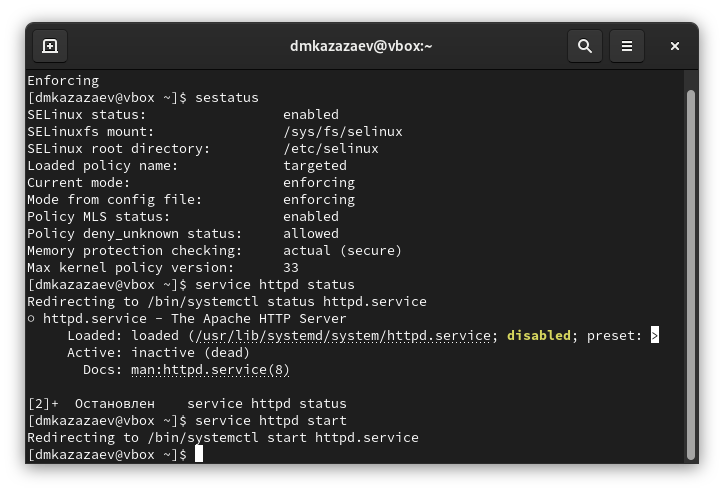 dmkazazaev@vbox:~
Enforcing
[dmkazazaev@vbox ~]$ sestatus
SELinux status:                 enabled
SELinuxfs mount:                /sys/fs/selinux
SELinux root directory:         /etc/selinux
Loaded policy name:             targeted
Current mode:                   enforcing
Mode from config file:          enforcing
Policy MLS status:              enabled
Policy deny_unknown status:     allowed
Memory protection checking:     actual (secure)
Max kernel policy version:      33
[dmkazazaev@vbox ~]$ service httpd status
Redirecting to /bin/systemctl status httpd.service
○ httpd.service - The Apache HTTP Server
     Loaded: loaded (/usr/lib/systemd/system/httpd.service; disabled; preset: >
     Active: inactive (dead)
       Docs: man:httpd.service(8)
[2]+  Остановлен    service httpd status
[dmkazazaev@vbox ~]$ service httpd start
Redirecting to /bin/systemctl start httpd.service
[dmkazazaev@vbox ~]$